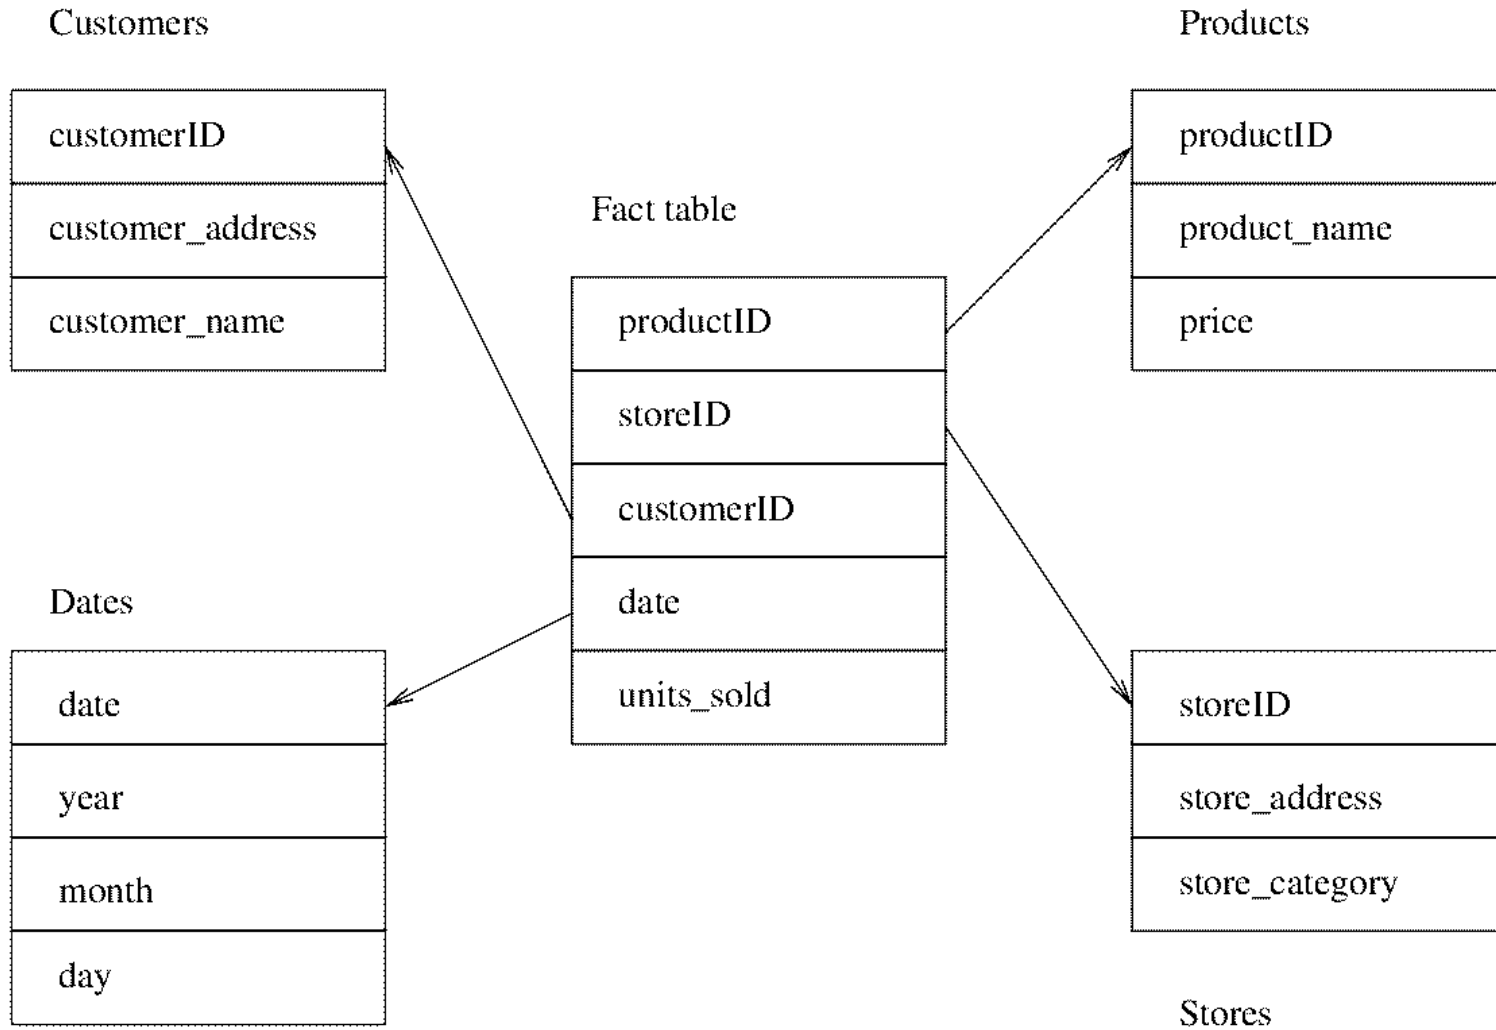 Customers
customerID
customer_address
customer_name
Products
productID
product_name
price
Fact table
productID
storeID
customerID
date
units_sold
Dates
date
year
month
day
storeID
store_address
store_category
Stores